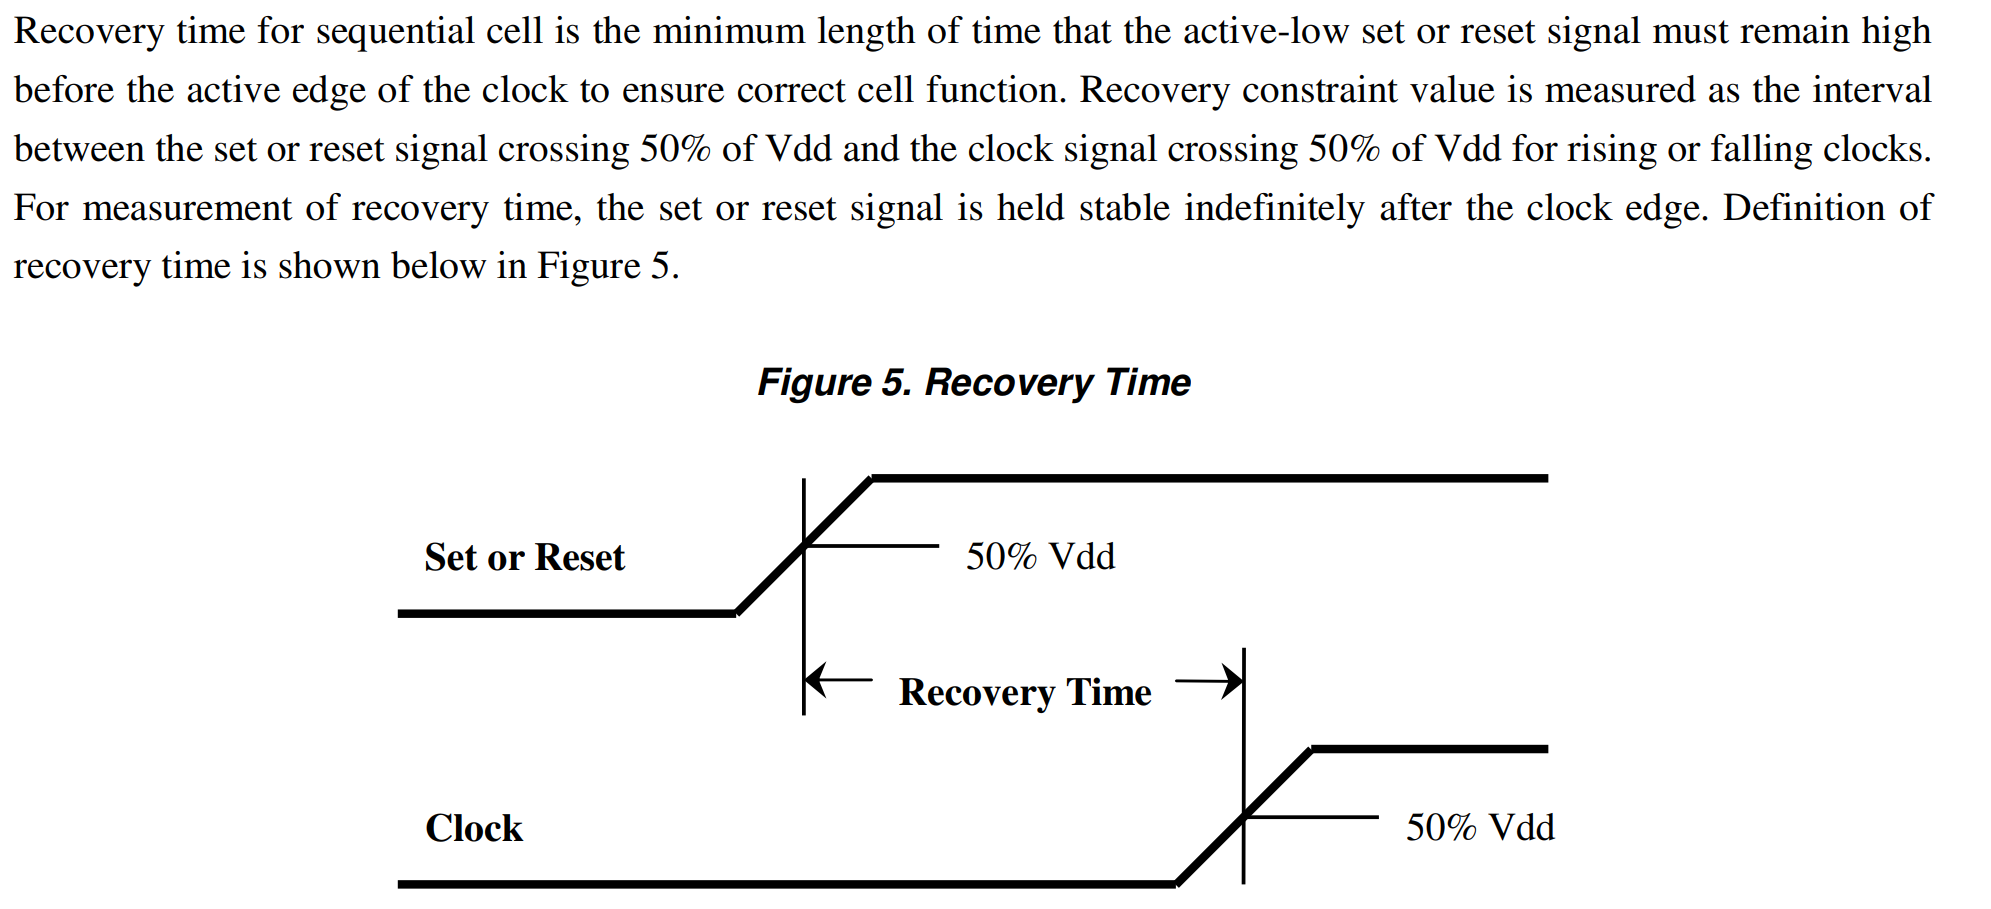 Recovery time for sequential cell is the minimum length of time that the active-low set or reset signal must remain high
before the active edge of the clock to ensure correct cell function. Recovery constraint value is measured as the interval
between the set or reset signal crossing 50% of Vdd and the clock signal crossing 50% of Vdd for rising or falling clocks.
For measurement of recovery time, the set or reset signal is held stable indefinitely after the clock edge. Definition of
recovery time is shown below in Figure 5.
Figure 5. Recovery Time
Set or Reset
50% Vdd
Recovery Time
Clock
50% Vdd